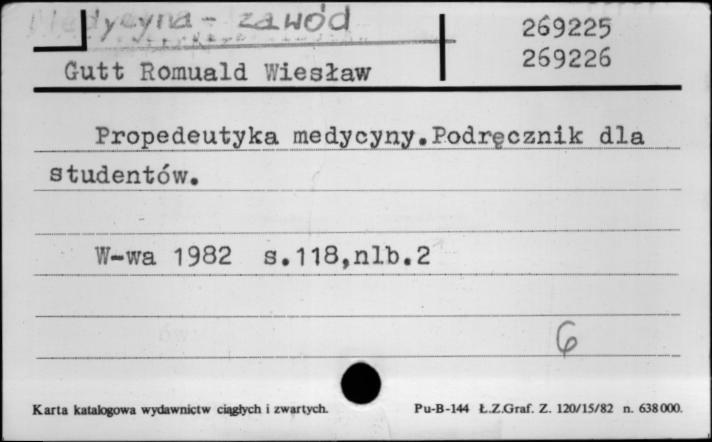 Medycyna - zawód
269225
269226
Gutt Romuald Wiesław
Propedeutyka medycyny.Podręcznik dla
studentów.
W-wa 1982 s.118,nlb.2
6
Karta katalogowa wydawnictw ciągłych i zwartych.
Pu-B-144 Ł.Z.Graf. Z. 120/15/82 n. 638000.